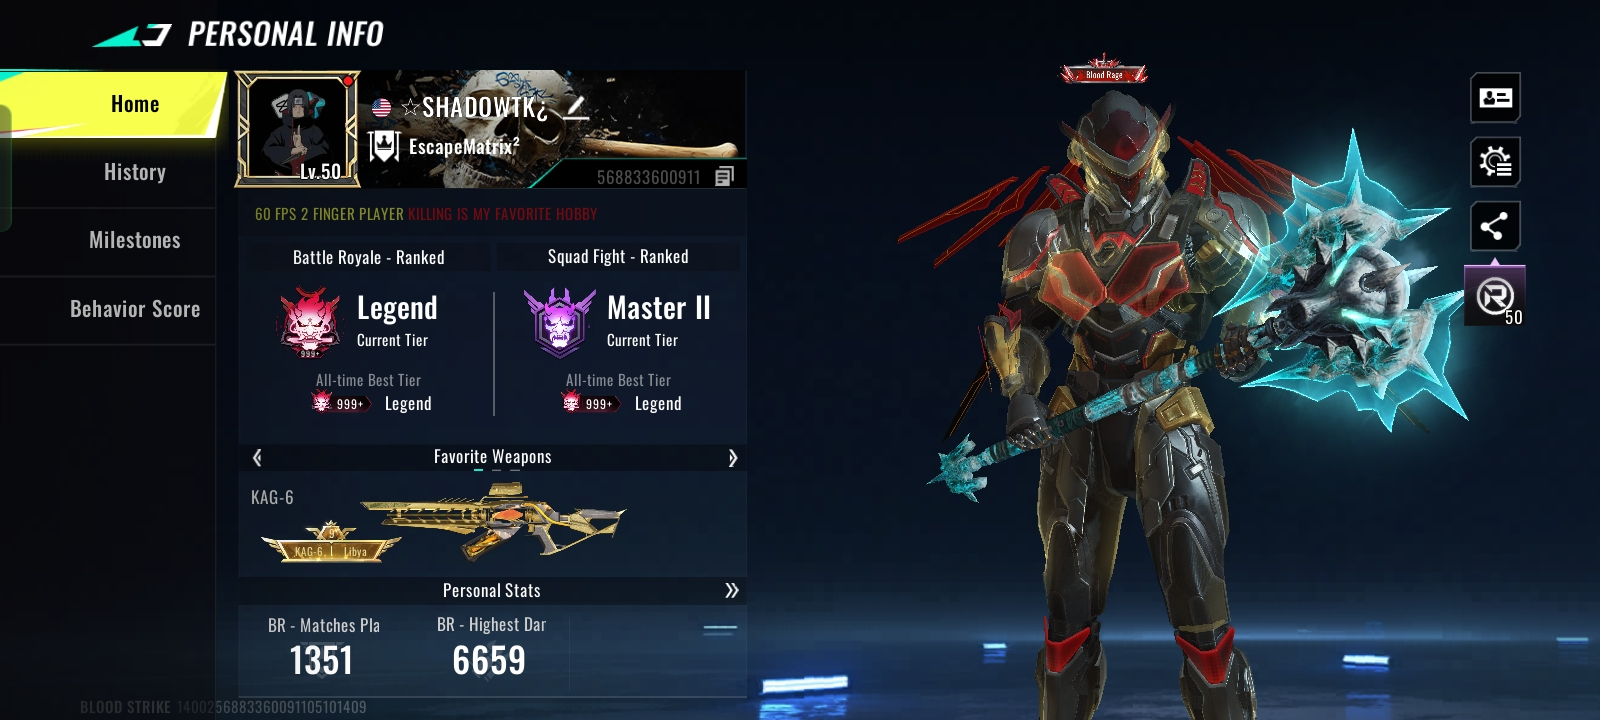 PERSONAL INFO
Home
History
Milestones
Behavior Score
☆SHADOWTK¿
EscapeMatrix²
Lv.50
568833600911
60 FPS 2 FINGER PLAYER KILLING IS MY FAVORITE HOBBY
Battle Royale - Ranked
Squad Fight - Ranked
Legend
Current Tier
999+
All-time Best Tier
999+ Legend
Master II
Current Tier
All-time Best Tier
999+ Legend
Favorite Weapons
KAG-6
9
KAG-6, I Libya
Personal Stats
BR - Matches Pla
1351
BR - Highest Dar
6659
Blood Rage
50
BLOOD STRIKE 1400256883360091105101409